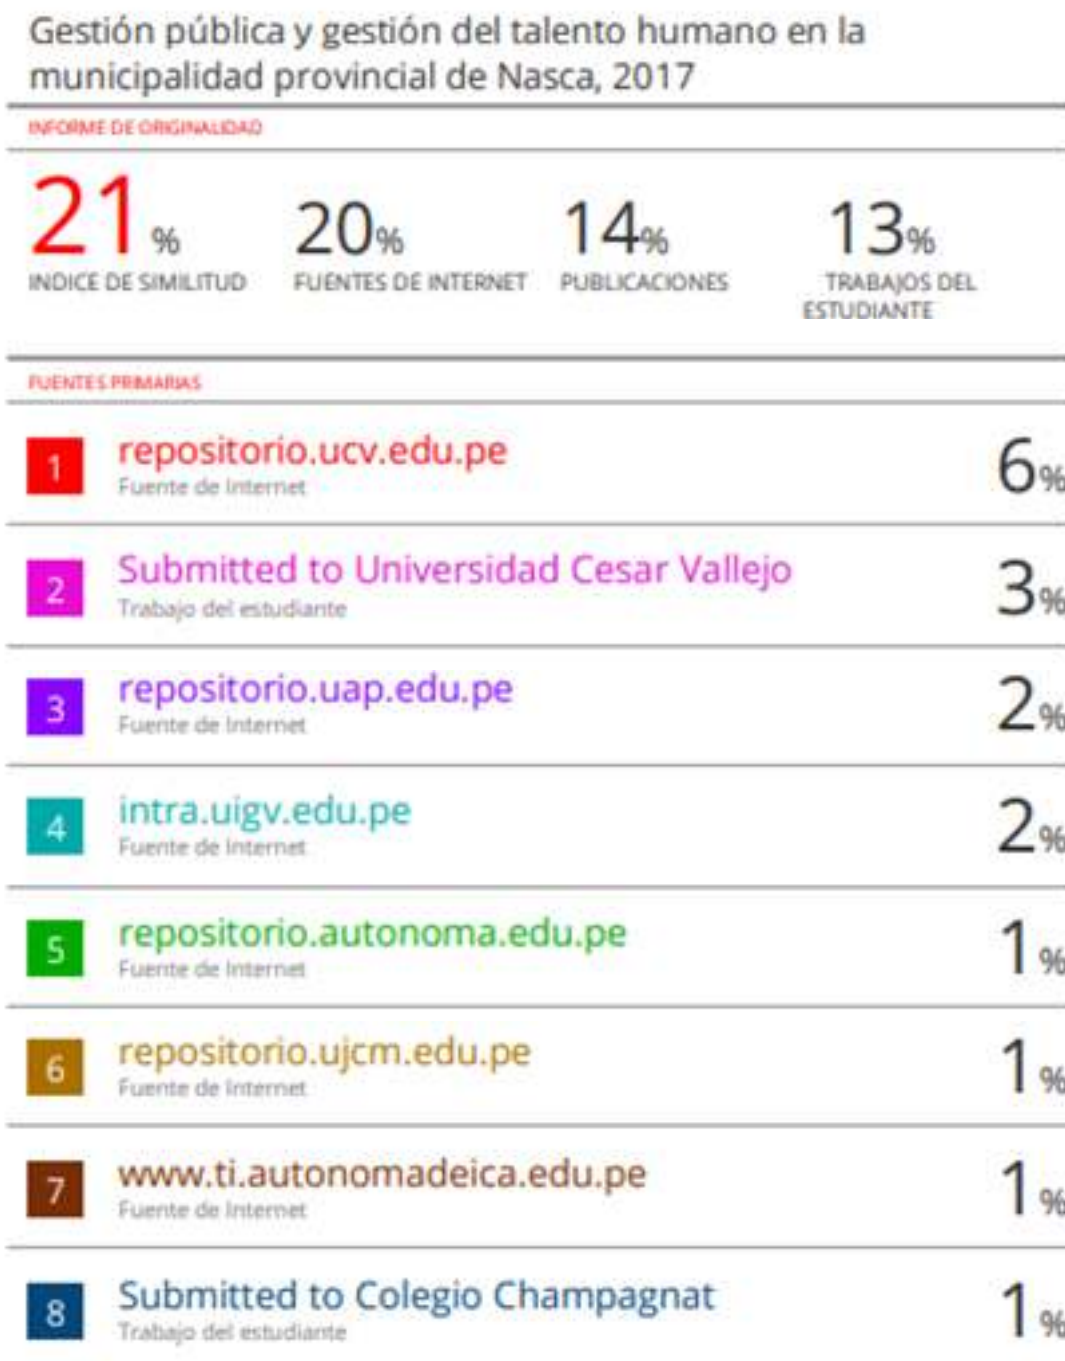 Gestión pública y gestión del talento humano en la
municipalidad provincial de Nasca, 2017
INFORME DE ORIGINALIDAD
21%
INDICE DE SIMILITUD
20%
FUENTES DE INTERNET
14%
PUBLICACIONES
13%
TRABAJOS DEL
ESTUDIANTE
FUENTES PRIMARIAS
1
repositorio.ucv.edu.pe
Fuente de Internet
6%
2
Submitted to Universidad Cesar Vallejo
Trabajo del estudiante
3%
3
repositorio.uap.edu.pe
Fuente de Internet
2%
4
intra.uigv.edu.pe
Fuente de Internet
2%
5
repositorio.autonoma.edu.pe
Fuente de Internet
1%
6
repositorio.ujcm.edu.pe
Fuente de Internet
1%
7
www.ti.autonomadeica.edu.pe
Fuente de Internet
1%
8
Submitted to Colegio Champagnat
Trabajo del estudiante
1%